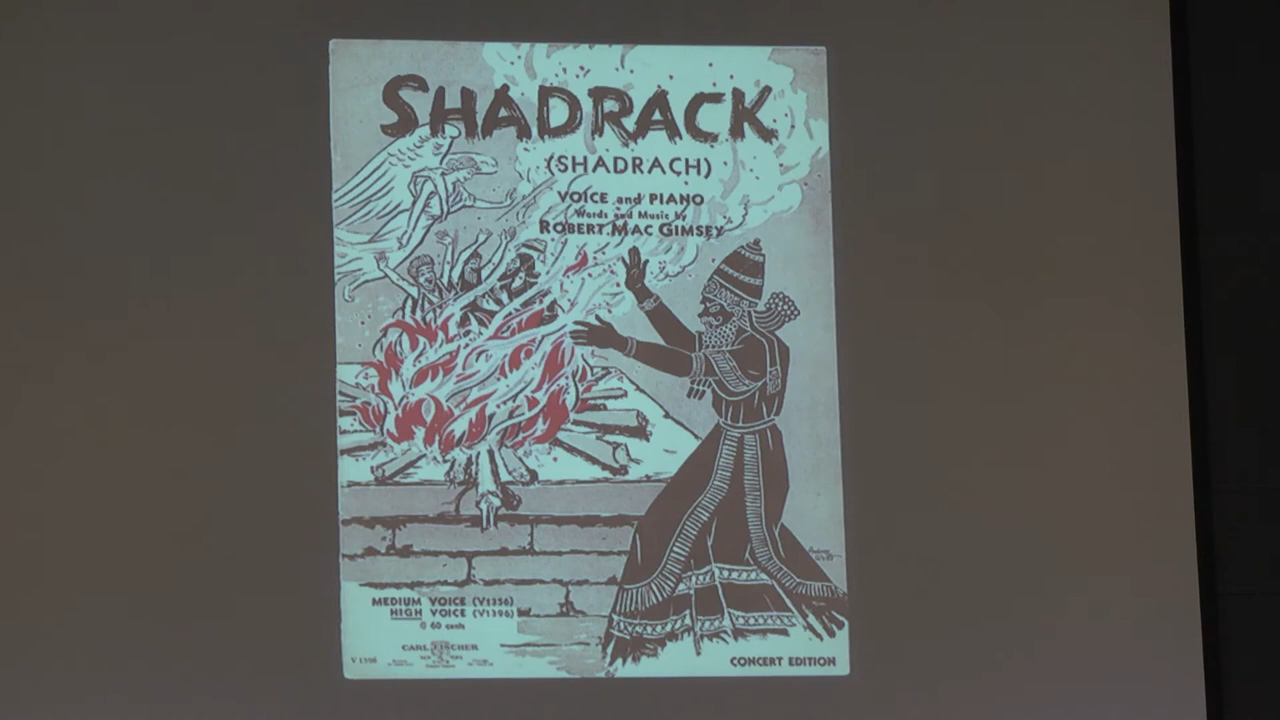 SHADRACK
(SHADRACH)
VOICE and PIANO
Words and Music by
ROBERT MAC GIMSEY
MEDIUM VOICE (V1356)
HIGH VOICE (V1396)
@ 60 cents
CARL FISCHER
V 1396
CONCERT EDITION